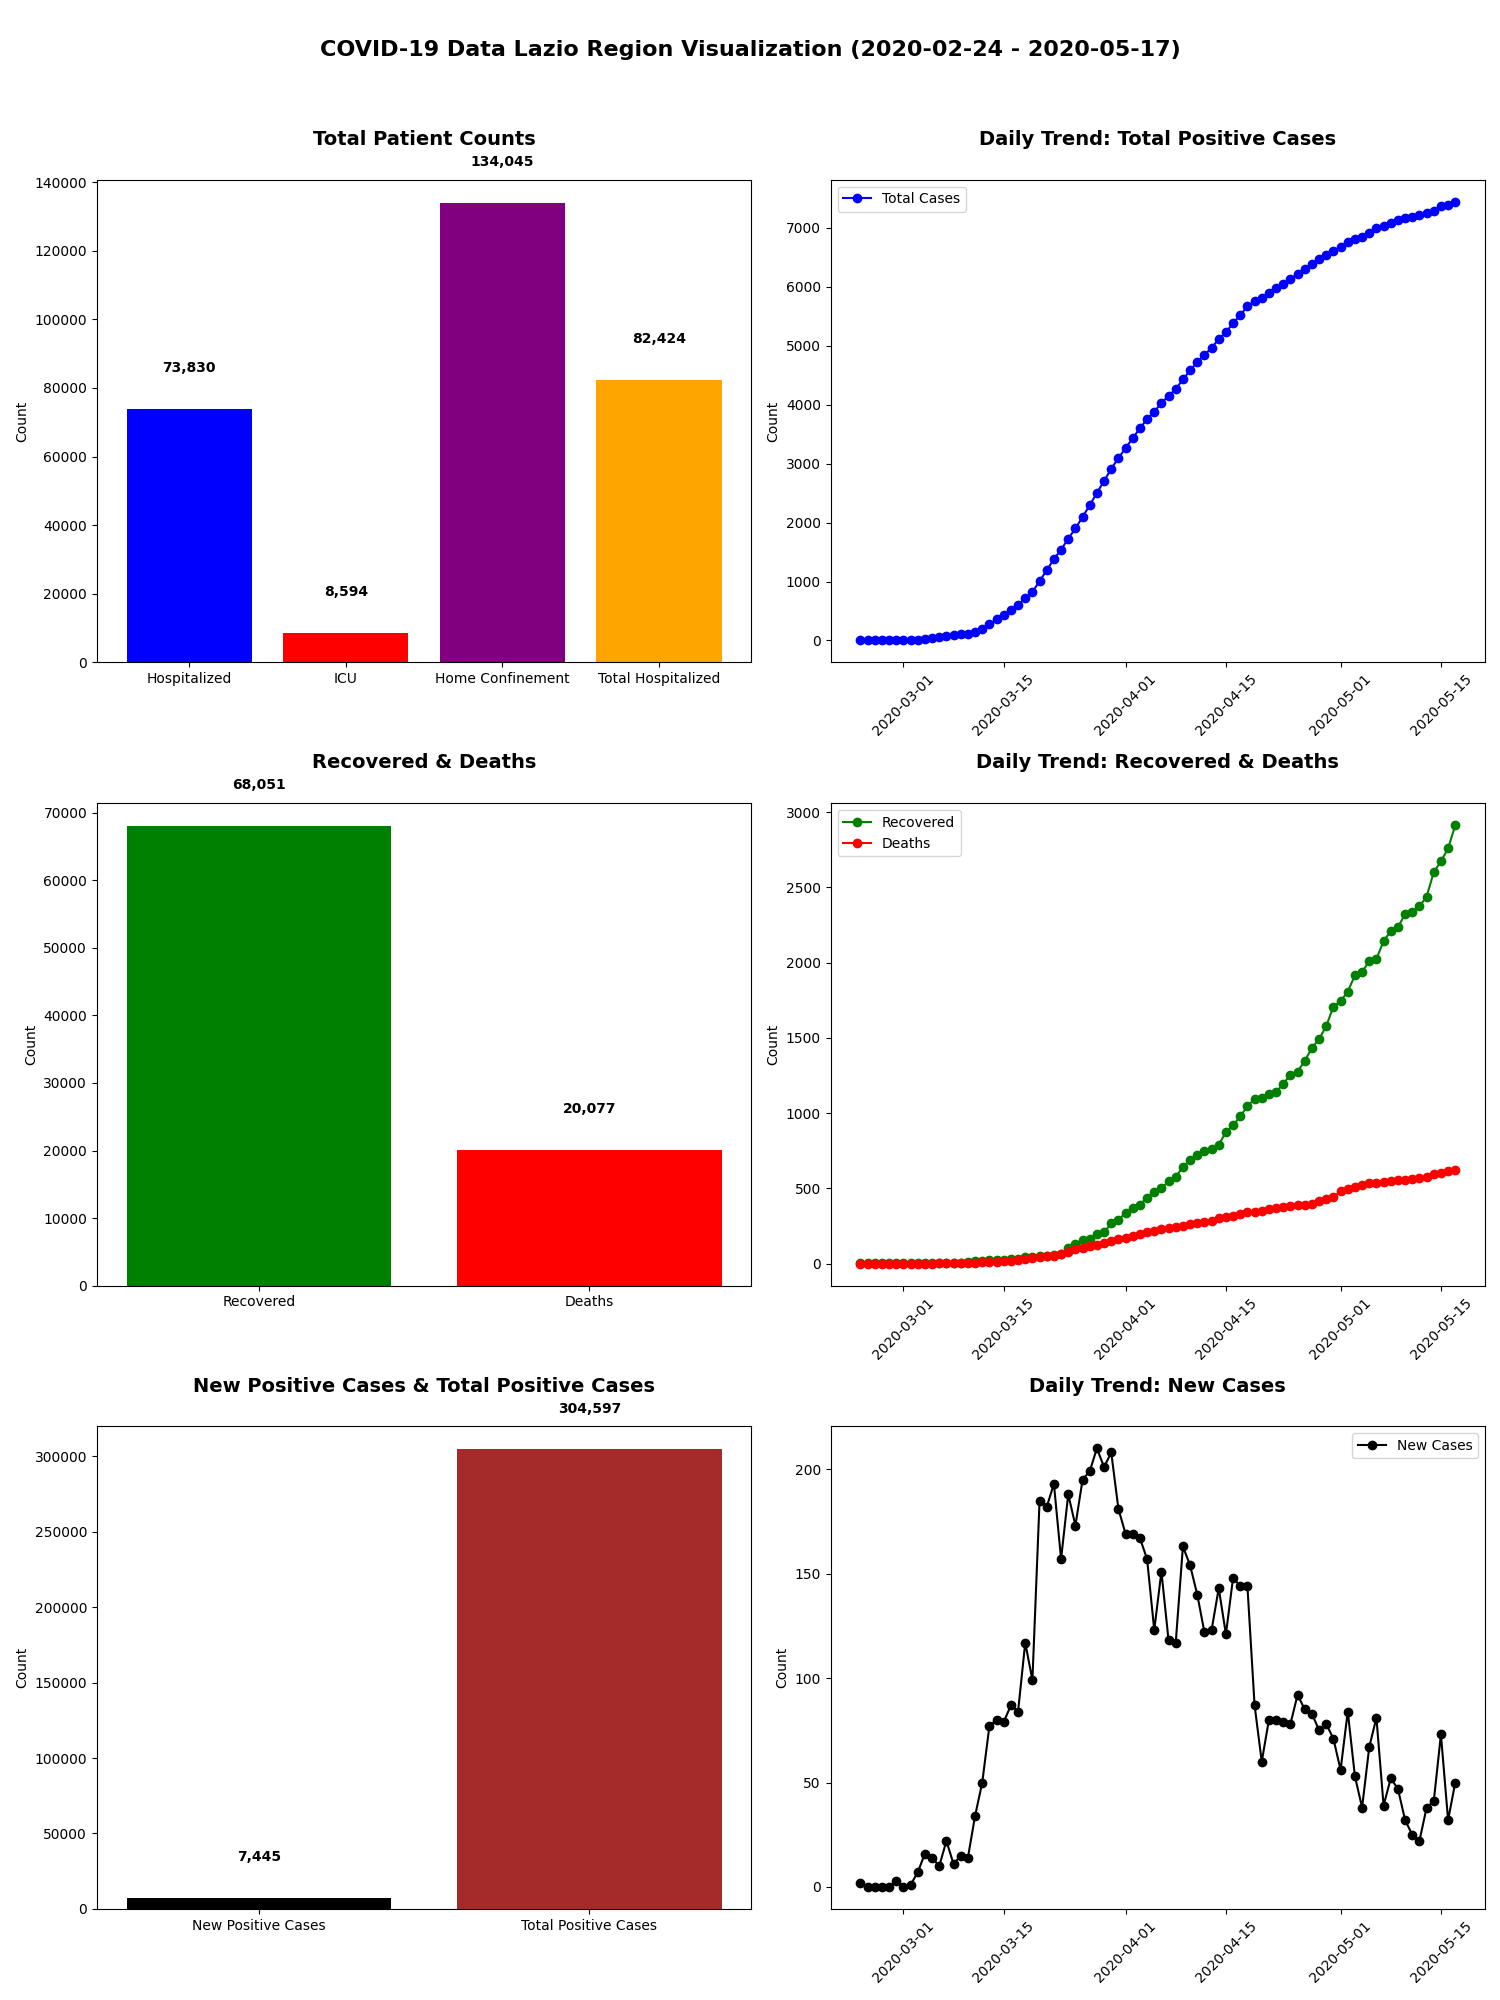 COVID-19 Data Lazio Region Visualization (2020-02-24 - 2020-05-17)
Total Patient Counts
134,045
73,830
8,594
82,424
140000
120000
100000
80000
60000
40000
20000
0
Count
Hospitalized
ICU
Home Confinement
Total Hospitalized
Daily Trend: Total Positive Cases
Total Cases
7000
6000
5000
4000
3000
2000
1000
0
Count
2020-03-01
2020-03-15
2020-04-01
2020-04-15
2020-05-01
2020-05-15
Recovered & Deaths
68,051
20,077
70000
60000
50000
40000
30000
20000
10000
0
Count
Recovered
Deaths
Daily Trend: Recovered & Deaths
Recovered
Deaths
3000
2500
2000
1500
1000
500
0
Count
2020-03-01
2020-03-15
2020-04-01
2020-04-15
2020-05-01
2020-05-15
New Positive Cases & Total Positive Cases
304,597
7,445
300000
250000
200000
150000
100000
50000
0
Count
New Positive Cases
Total Positive Cases
Daily Trend: New Cases
New Cases
200
150
100
50
0
Count
2020-03-01
2020-03-15
2020-04-01
2020-04-15
2020-05-01
2020-05-15